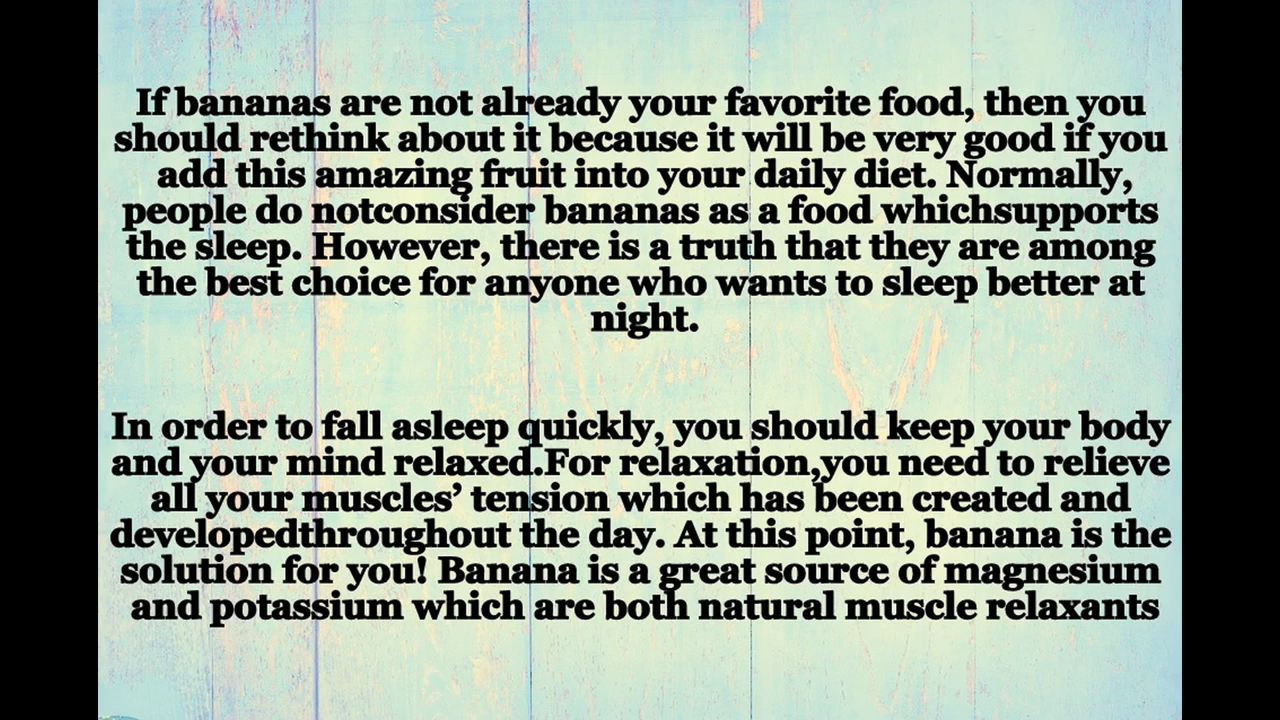 If bananas are not already your favorite food, then you
should rethink about it because it will be very good if you
add this amazing fruit into your daily diet. Normally,
people do notconsider bananas as a food whichsupports
the sleep. However, there is a truth that they are among
the best choice for anyone who wants to sleep better at
night.
In order to fall asleep quickly, you should keep your body
and your mind relaxed.For relaxation,you need to relieve
all your muscles’ tension which has been created and
developedthroughout the day. At this point, banana is the
solution for you! Banana is a great source of magnesium
and potassium which are both natural muscle relaxants